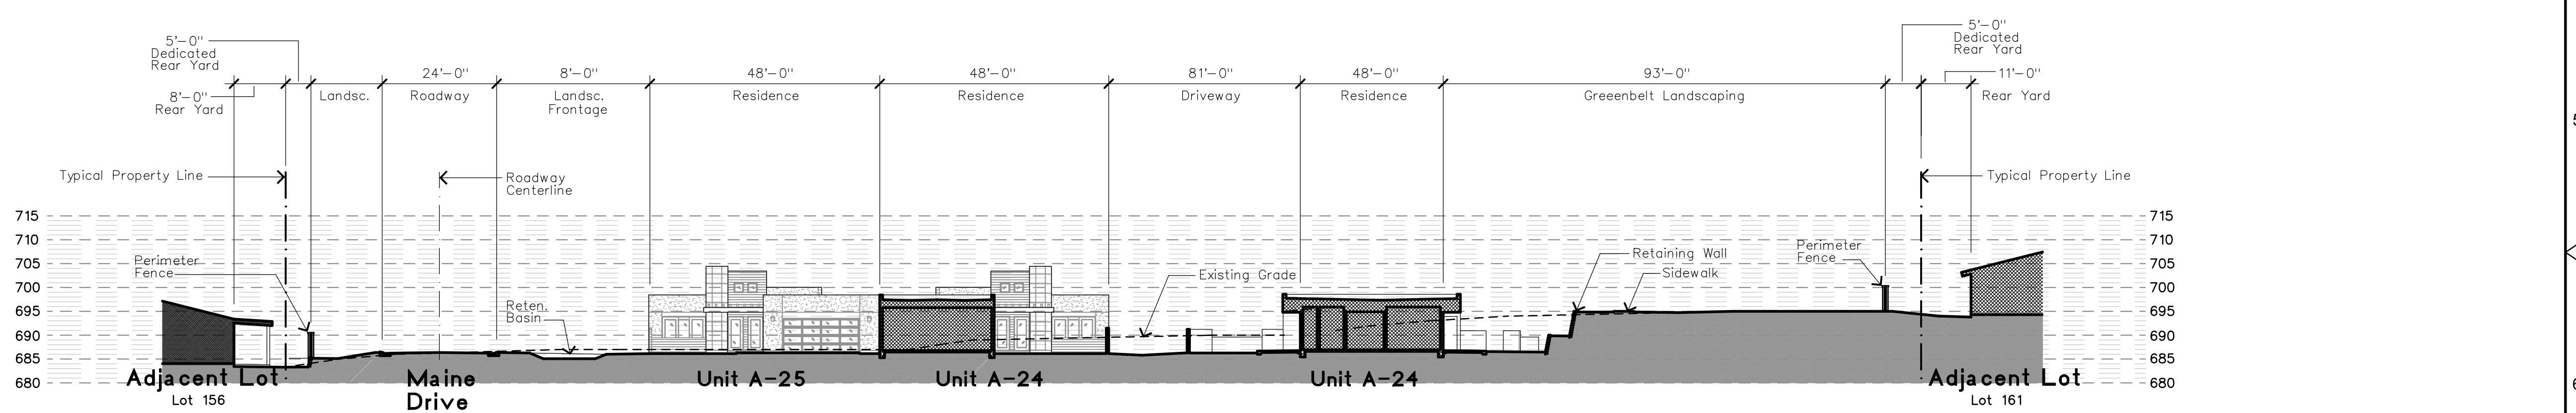 5'-0"
Dedicated
Rear Yard
8'-0"
Rear Yard
Landsc.
24'-0"
Roadway
8'-0"
Landsc.
Frontage
48'-0"
Residence
48'-0"
Residence
81'-0"
Driveway
48'-0"
Residence
93'-0"
Greeenbelt Landscaping
5'-0"
Dedicated
Rear Yard
11'-0"
Rear Yard
Typical Property Line
Roadway
Centerline
Typical Property Line
715
710
705
700
695
690
685
680
Perimeter
Fence
Reten.
Basin
Existing Grade
Retaining Wall
Sidewalk
Perimeter
Fence
715
710
705
700
695
690
685
680
Adjacent Lot
Lot 156
Maine
Drive
Unit A-25
Unit A-24
Unit A-24
Adjacent Lot
Lot 161